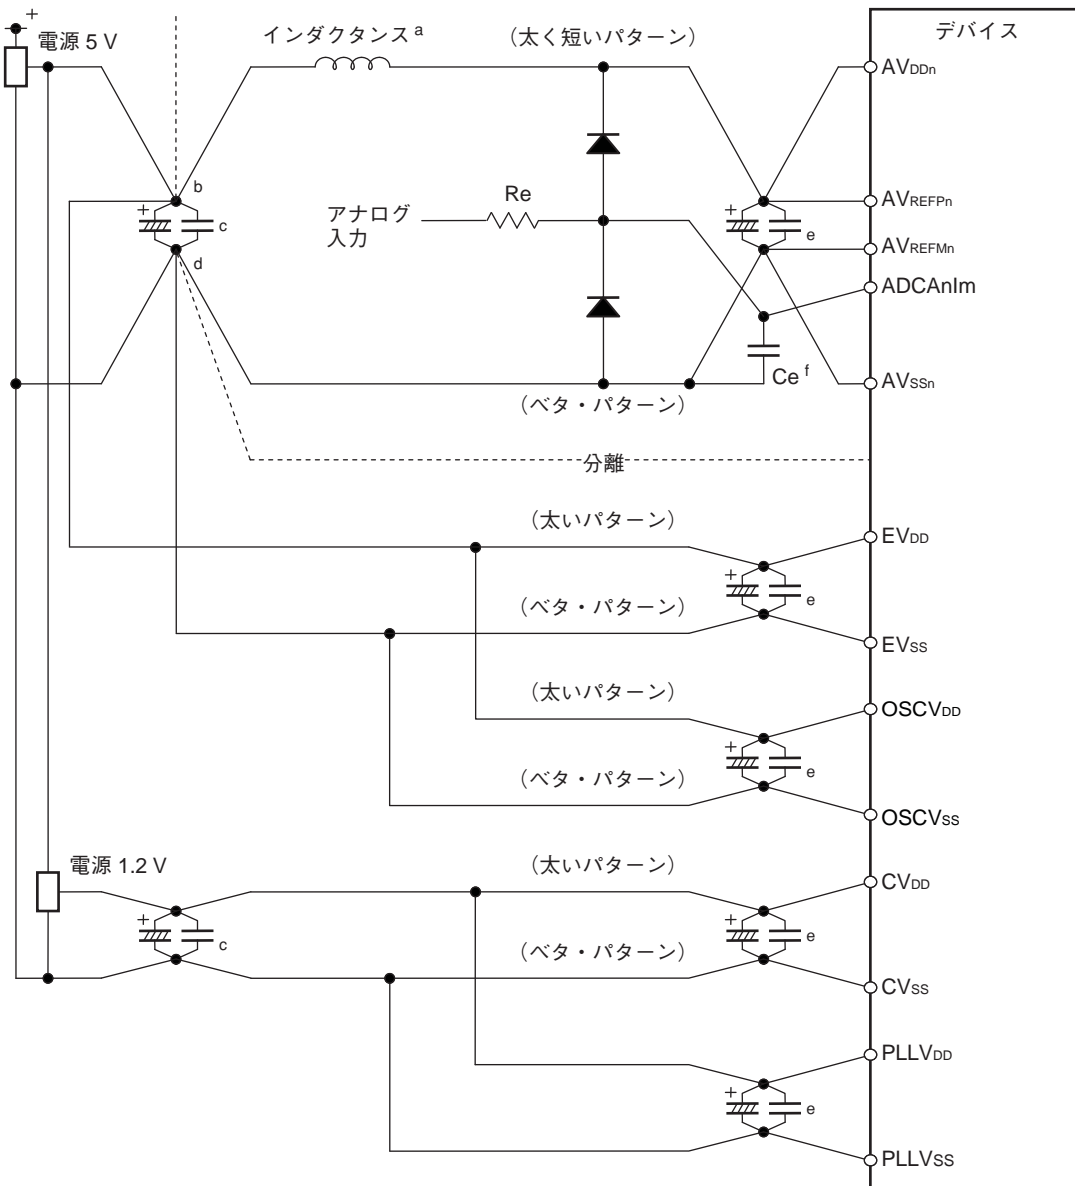 デバイス
+
電源 5 V
インダクタンス a
(太く短いパターン)
AVDDn
b
+
c
d
アナログ
入力
Re
+
e
AVREFPn
AVREFMn
ADCAnIm
Ce f
AVSSn
(ベタ・パターン)
分離
(太いパターン)
EVDD
+
e
(ベタ・パターン)
EVSS
(太いパターン)
OSCVDD
+
e
(ベタ・パターン)
OSCVSS
電源 1.2 V
(太いパターン)
CVDD
+
c
+
e
(ベタ・パターン)
CVSS
PLLVDD
+
e
PLLVSS